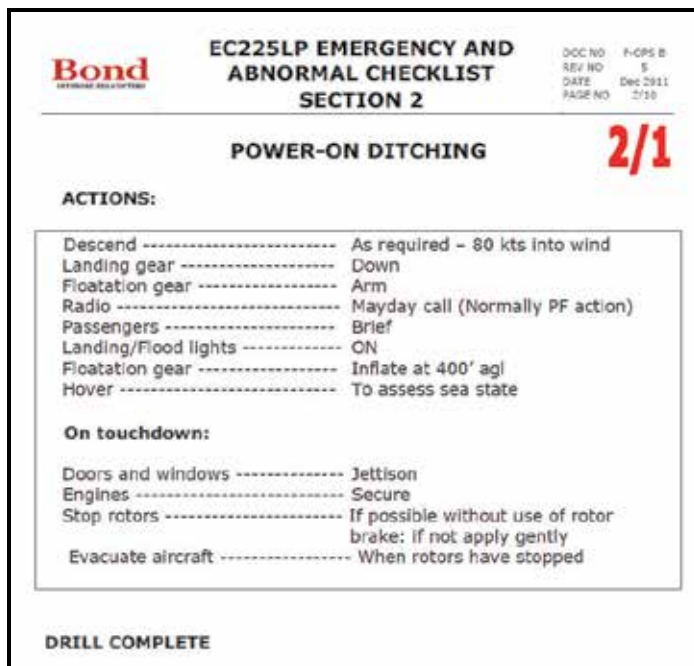 Bond
OFFSHORE HELICOPTERS
EC225LP EMERGENCY AND
ABNORMAL CHECKLIST
SECTION 2
DOC NO F-OPS B
REV NO 5
DATE Dec 2011
PAGE NO 2/10
POWER-ON DITCHING
2/1
ACTIONS:
Descend -------------------------- As required – 80 kts into wind
Landing gear --------------------- Down
Floatation gear ------------------- Arm
Radio ------------------------------ Mayday call (Normally PF action)
Passengers ----------------------- Brief
Landing/Flood lights ------------- ON
Floatation gear ------------------- Inflate at 400' agl
Hover ----------------------------- To assess sea state
On touchdown:
Doors and windows -------------- Jettison
Engines --------------------------- Secure
Stop rotors ----------------------- If possible without use of rotor
brake: if not apply gently
Evacuate aircraft ----------------- When rotors have stopped
DRILL COMPLETE